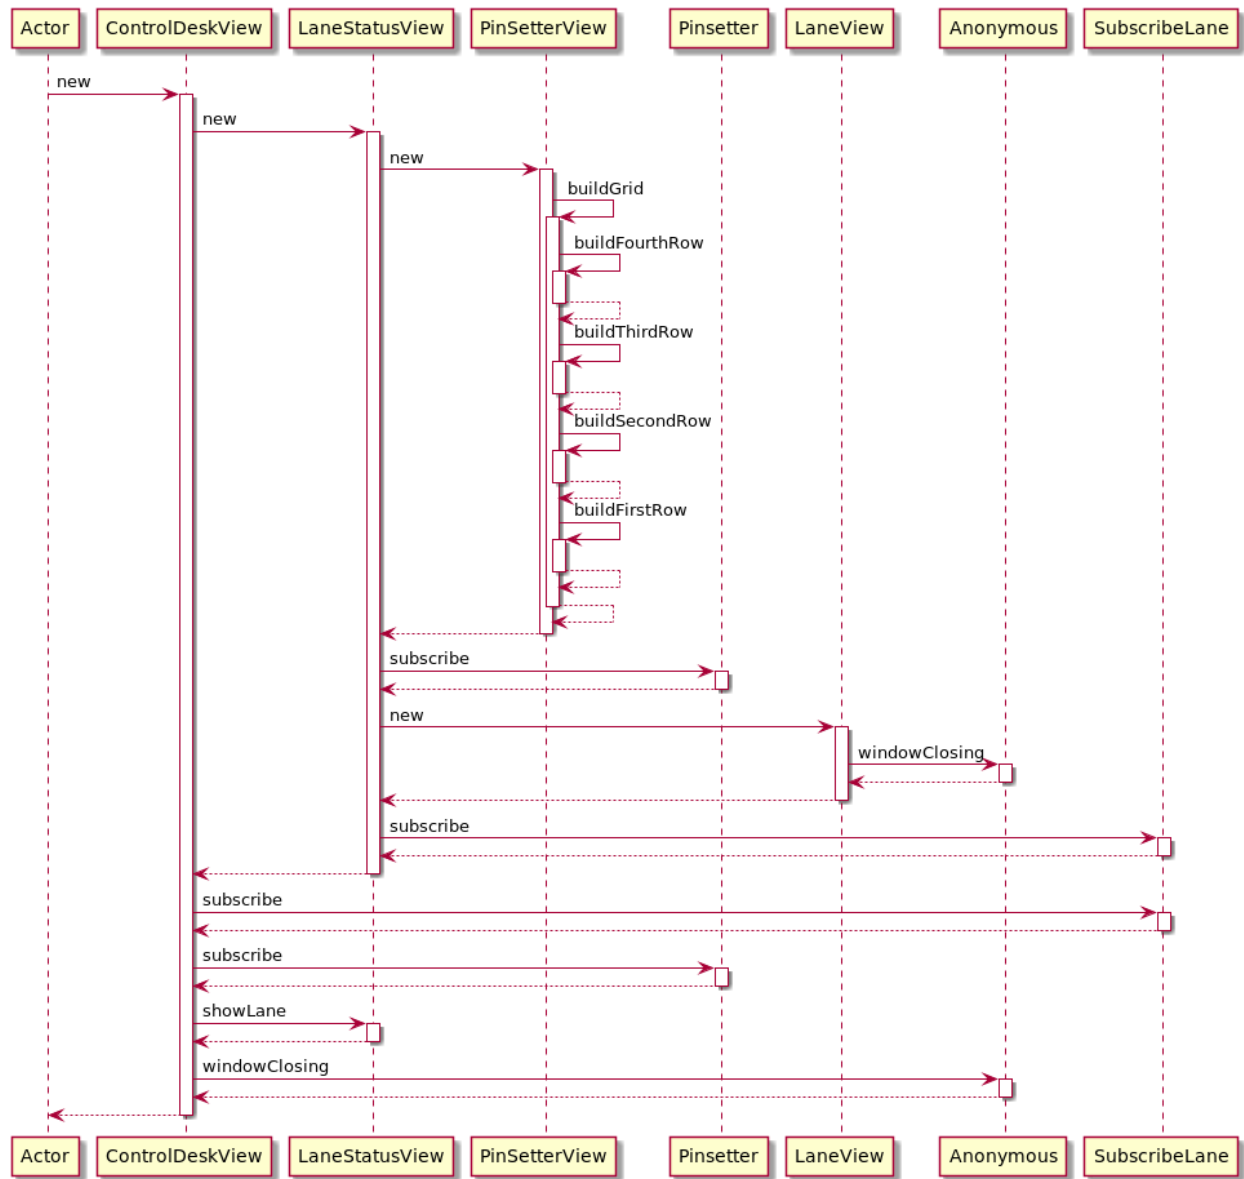 Actor ControlDeskView LaneStatusView PinSetterView Pinsetter LaneView Anonymous SubscribeLane
new
new
new
buildGrid
buildFourthRow
buildThirdRow
buildSecondRow
buildFirstRow
subscribe
new
windowClosing
subscribe
subscribe
subscribe
showLane
windowClosing
Actor ControlDeskView LaneStatusView PinSetterView Pinsetter LaneView Anonymous SubscribeLane